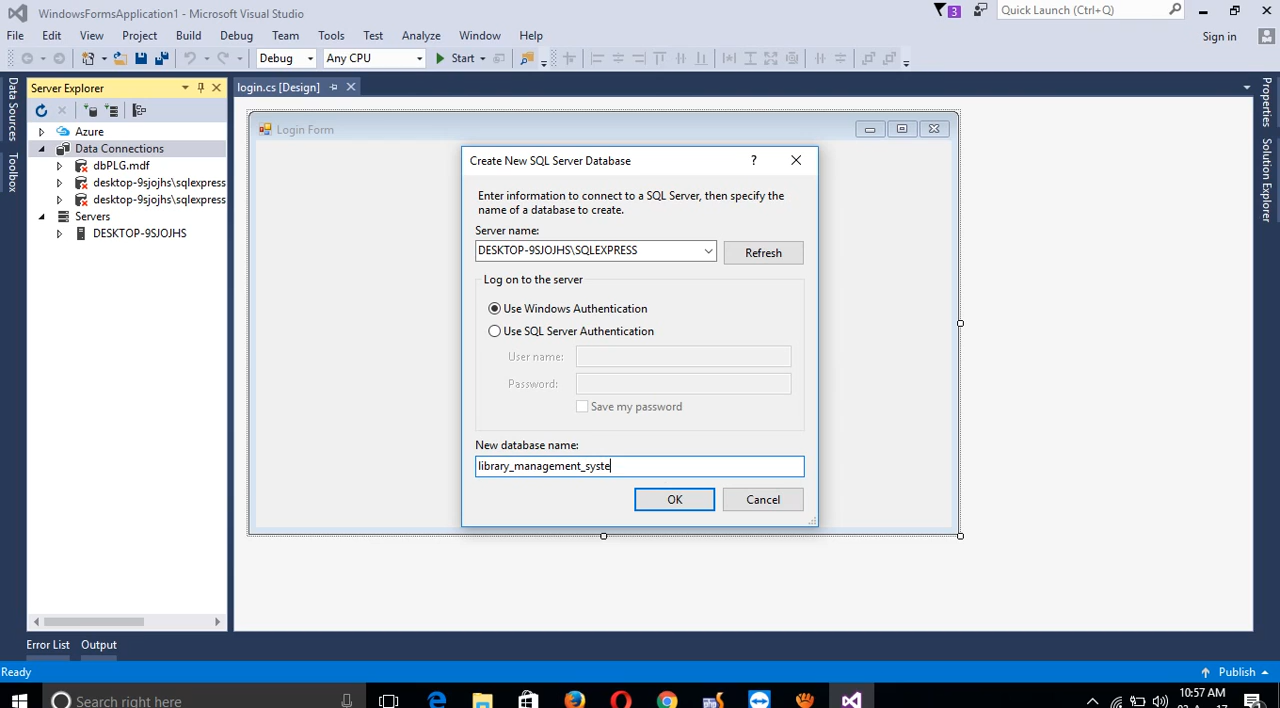 WindowsFormsApplication1 - Microsoft Visual Studio
3
Quick Launch (Ctrl+Q)
File Edit View Project Build Debug Team Tools Test Analyze Window Help
Sign in
Debug Any CPU Start
Data Sources
Toolbox
Server Explorer
Azure
Data Connections
dbPLG.mdf
desktop-9sjojhs\sqlexpress
desktop-9sjojhs\sqlexpress
Servers
DESKTOP-9SJOJHS
login.cs [Design]
Login Form
Create New SQL Server Database
?
Enter information to connect to a SQL Server, then specify the
name of a database to create.
Server name:
DESKTOP-9SJOJHS\SQLEXPRESS
Refresh
Log on to the server
Use Windows Authentication
Use SQL Server Authentication
User name:
Password:
Save my password
New database name:
library_management_syste
OK Cancel
Properties
Solution Explorer
Error List Output
Ready
Publish
Search right here
10:57 AM